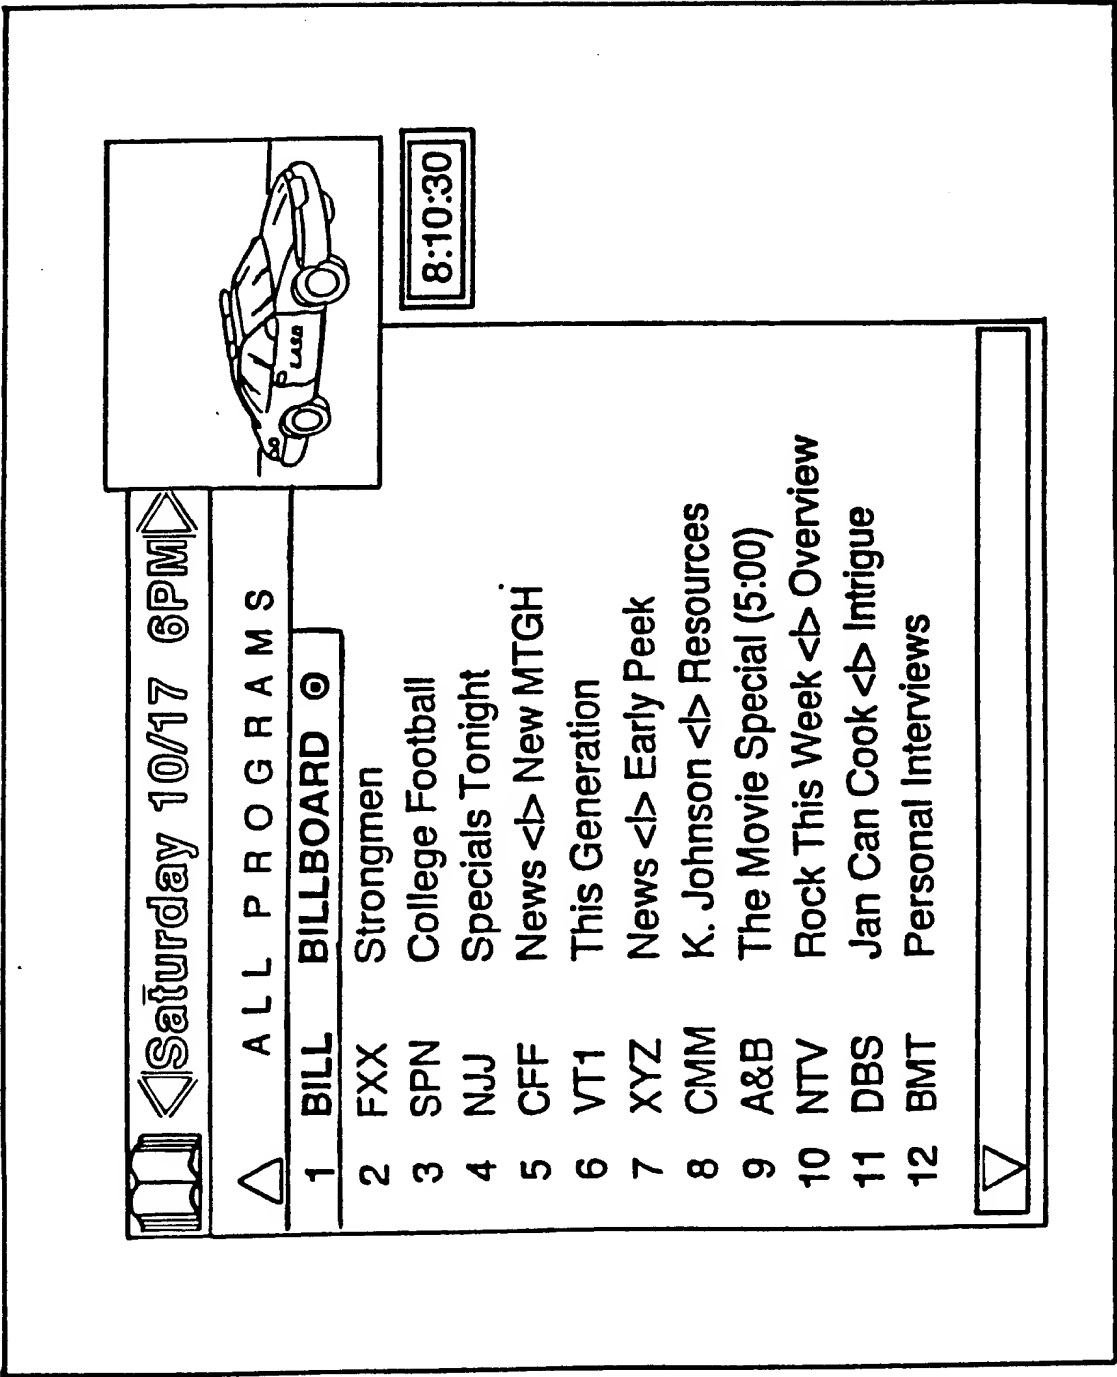 Saturday 10/17 6PM
ALL PROGRAMS
LASD
8:10:30
1 BILL BILLBOARD
2 FXX Strongmen
3 SPN College Football
4 NJJ Specials Tonight
5 CFF News <I> New MTGH
6 VT1 This Generation
7 XYZ News <I> Early Peek
8 CMM K. Johnson <I> Resources
9 A&B The Movie Special (5:00)
10 NTV Rock This Week <I> Overview
11 DBS Jan Can Cook <I> Intrigue
12 BMT Personal Interviews